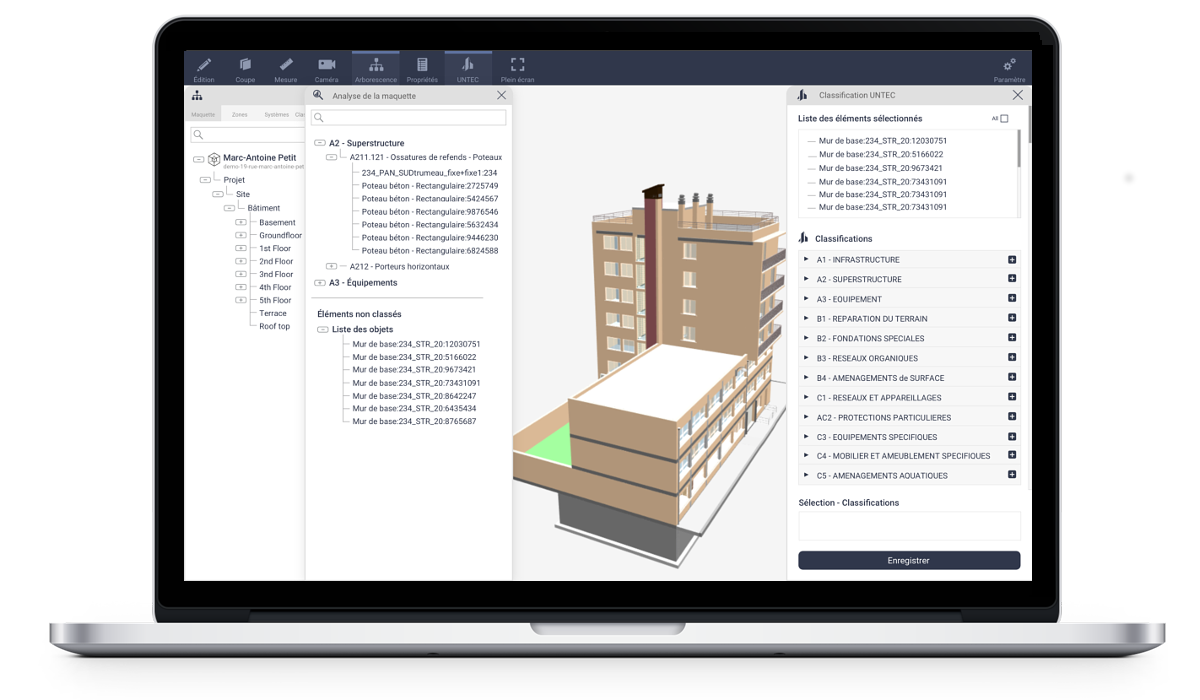 Édition
Coupe
Mesure
Caméra
Arborescence
Propriétés
UNTEC
Plein écran
Paramètre
Maquette
Zones
Systèmes
Marc-Antoine Petit
demo-19-rue-marc-antoine-pet
Projet
Site
Bâtiment
Basement
Groundfloor
1st Floor
2nd Floor
3nd Floor
4th Floor
5th Floor
Terrace
Roof top
Analyse de la maquette
A2 - Superstructure
A211.121 - Ossatures de refends - Poteaux
234_PAN_SUDtrumeau_fixe+fixe1:234
Poteau béton - Rectangulaire:2725749
Poteau béton - Rectangulaire:5424567
Poteau béton - Rectangulaire:9876546
Poteau béton - Rectangulaire:5632434
Poteau béton - Rectangulaire:9446230
Poteau béton - Rectangulaire:6824588
A212 - Porteurs horizontaux
A3 - Équipements
Éléments non classés
Liste des objets
Mur de base:234_STR_20:12030751
Mur de base:234_STR_20:5166022
Mur de base:234_STR_20:9673421
Mur de base:234_STR_20:73431091
Mur de base:234_STR_20:8642247
Mur de base:234_STR_20:6435434
Mur de base:234_STR_20:8765687
Classification UNTEC
Liste des éléments sélectionnés
All
Mur de base:234_STR_20:12030751
Mur de base:234_STR_20:5166022
Mur de base:234_STR_20:9673421
Mur de base:234_STR_20:73431091
Mur de base:234_STR_20:73431091
Mur de base:234_STR_20:73431091
Classifications
A1 - INFRASTRUCTURE
A2 - SUPERSTRUCTURE
A3 - EQUIPEMENT
B1 - REPARATION DU TERRAIN
B2 - FONDATIONS SPECIALES
B3 - RESEAUX ORGANIQUES
B4 - AMENAGEMENTS de SURFACE
C1 - RESEAUX ET APPAREILLAGES
AC2 - PROTECTIONS PARTICULIERES
C3 - EQUIPEMENTS SPECIFIQUES
C4 - MOBILIER ET AMEUBLEMENT SPECIFIQUES
C5 - AMENAGEMENTS AQUATIQUES
Sélection - Classifications
Enregistrer